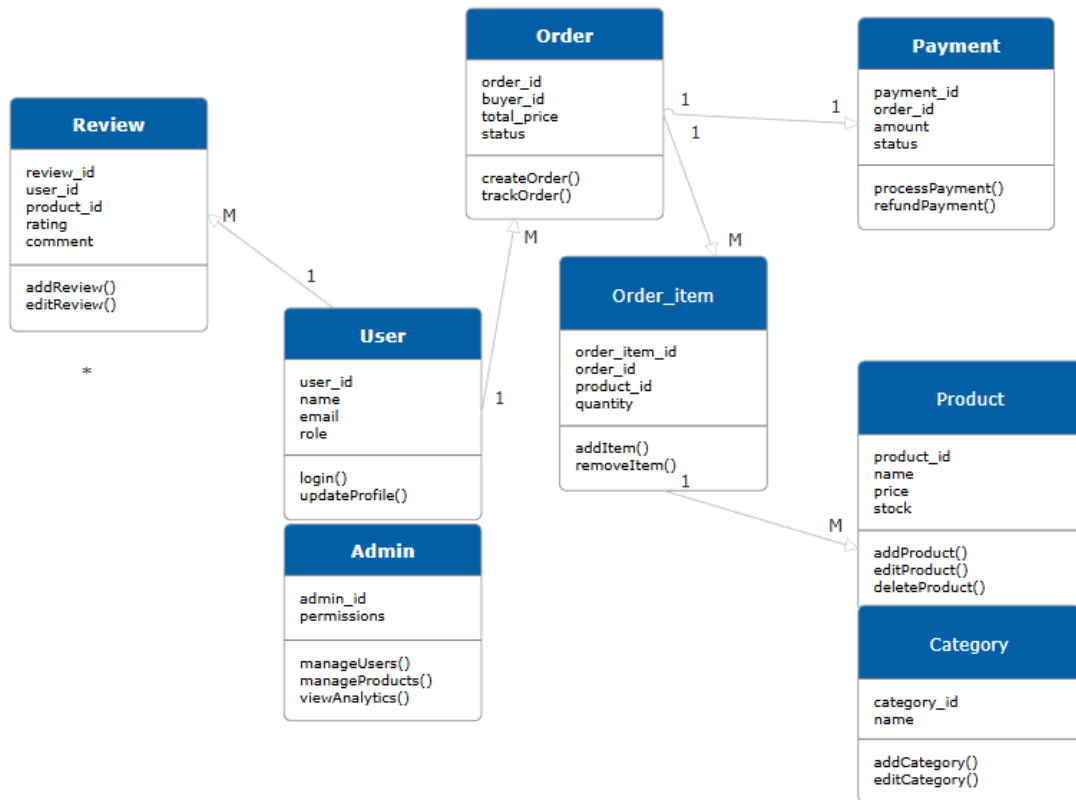 Order
order_id
buyer_id
total_price
status
createOrder()
trackOrder()
Payment
payment_id
order_id
amount
status
processPayment()
refundPayment()
1
1
1
M
Review
review_id
user_id
product_id
rating
comment
addReview()
editReview()
*
M
1
M
1
User
user_id
name
email
role
login()
updateProfile()
Order_item
order_item_id
order_id
product_id
quantity
addItem()
removeItem()
1
M
Product
product_id
name
price
stock
addProduct()
editProduct()
deleteProduct()
Admin
admin_id
permissions
manageUsers()
manageProducts()
viewAnalytics()
Category
category_id
name
addCategory()
editCategory()